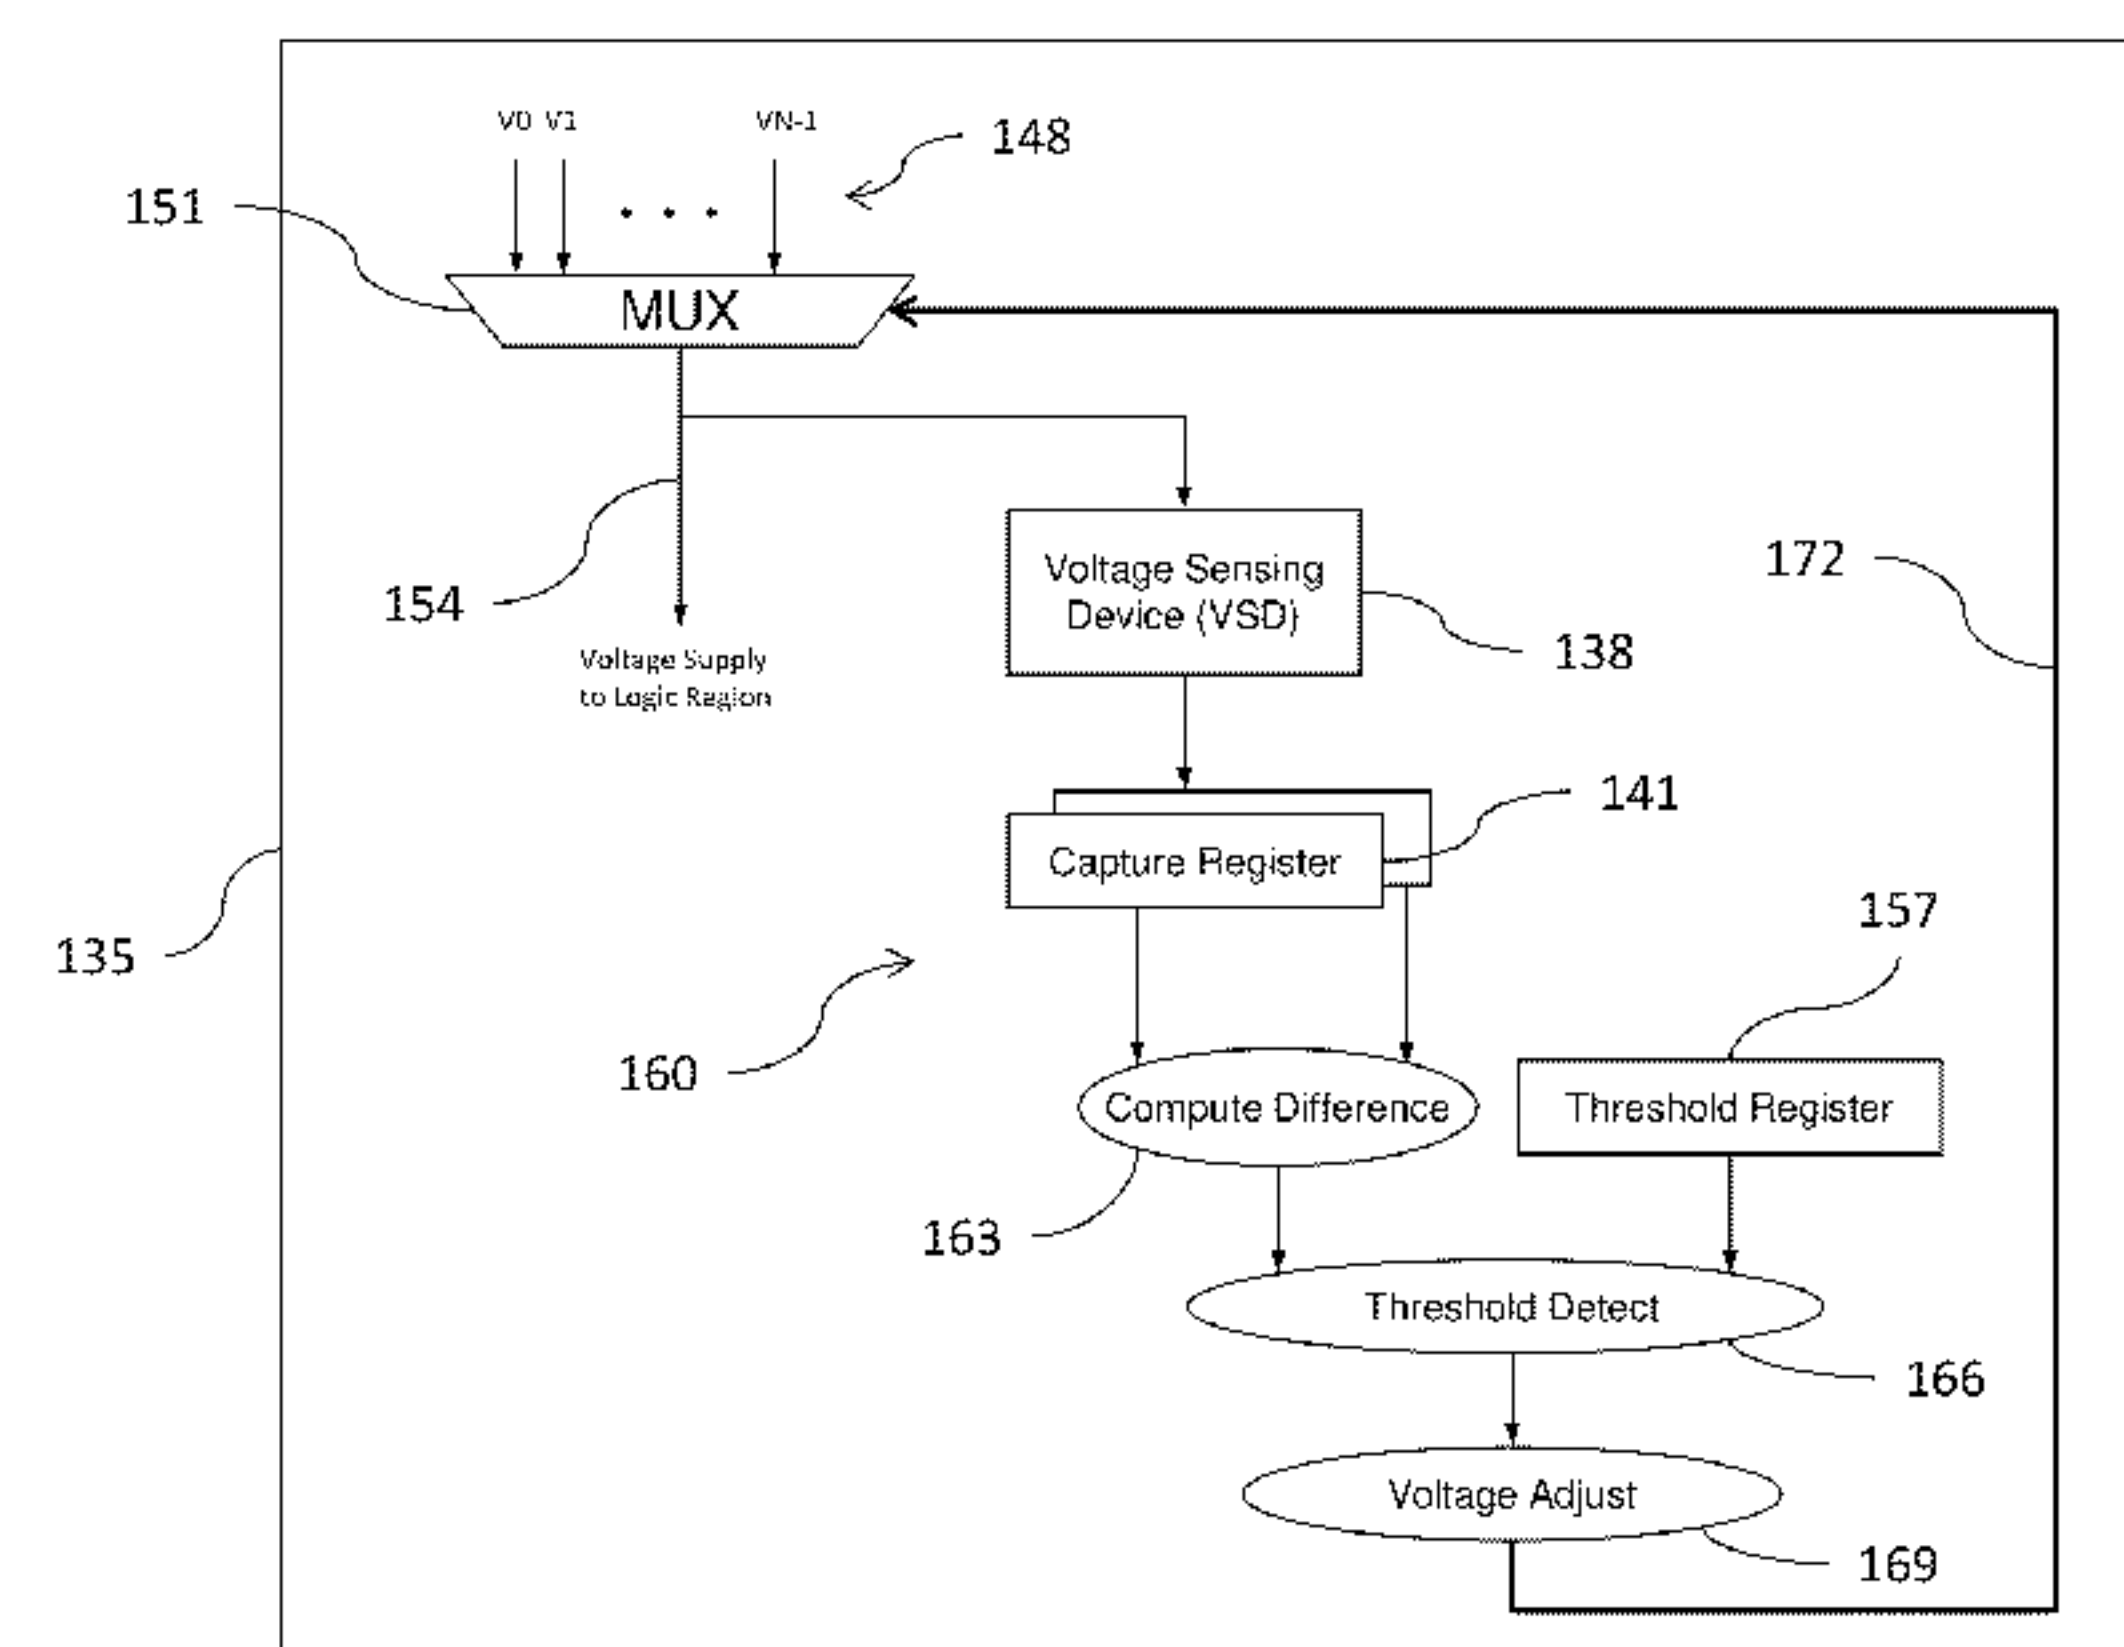 V0 V1
VN-1
148
151
MUX
154
Voltage Supply
to Logic Region
Voltage Sensing
Device (VSD)
138
172
141
Capture Register
157
135
160
Compute Difference
Threshold Register
163
Threshold Detect
166
Voltage Adjust
169